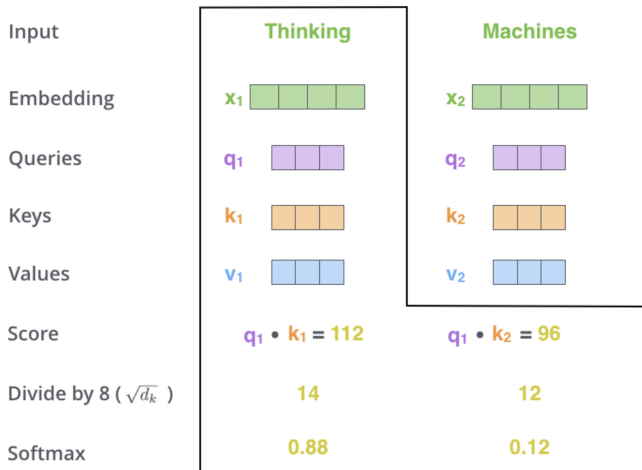 Input Thinking Machines
Embedding x₁ x₂
Queries q₁ q₂
Keys k₁ k₂
Values v₁ v₂
Score q₁ • k₁ = 112 q₁ • k₂ = 96
Divide by 8 ( √dₖ ) 14 12
Softmax 0.88 0.12